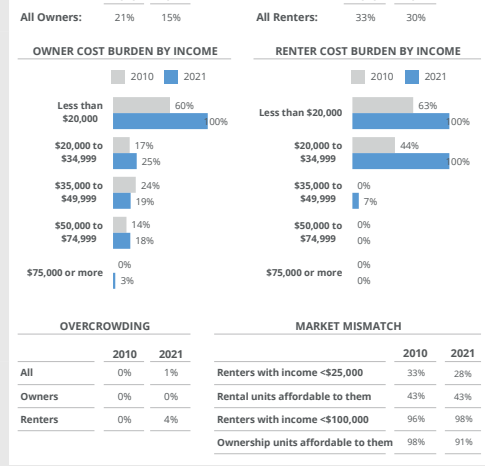 All Owners: 21% 15%
All Renters: 33% 30%
OWNER COST BURDEN BY INCOME
2010 2021
Less than
$20,000
60%
100%
$20,000 to
$34,999
17%
25%
$35,000 to
$49,999
24%
19%
$50,000 to
$74,999
14%
18%
$75,000 or more
0%
3%
RENTER COST BURDEN BY INCOME
2010 2021
Less than $20,000
63%
100%
$20,000 to
$34,999
44%
100%
$35,000 to
$49,999
0%
7%
$50,000 to
$74,999
0%
0%
$75,000 or more
0%
0%
OVERCROWDING
2010 2021
All 0% 1%
Owners 0% 0%
Renters 0% 4%
MARKET MISMATCH
2010 2021
Renters with income <$25,000 33% 28%
Rental units affordable to them 43% 43%
Renters with income <$100,000 96% 98%
Ownership units affordable to them 98% 91%